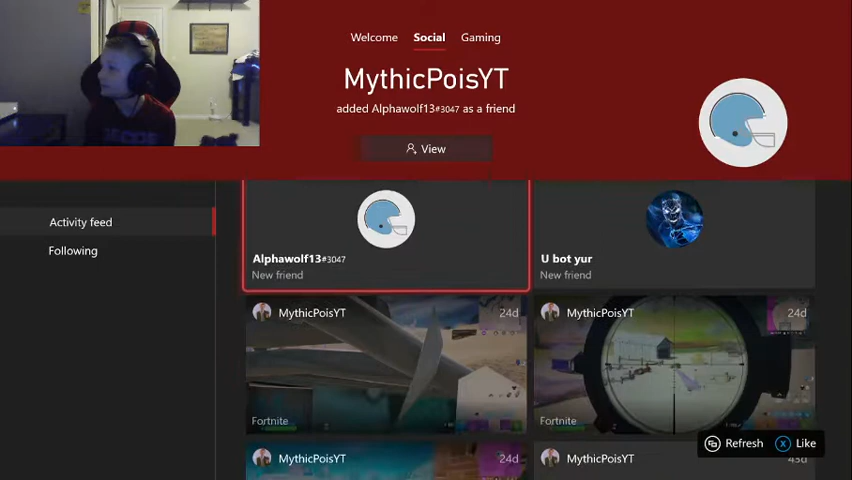 Welcome Social Gaming
MythicPoisYT
added Alphawolf13#3047 as a friend
View
Activity feed
Following
Alphawolf13#3047
New friend
U bot yur
New friend
MythicPoisYT 24d
Fortnite
MythicPoisYT 24d
Fortnite
MythicPoisYT 24d
MythicPoisYT
Refresh X Like